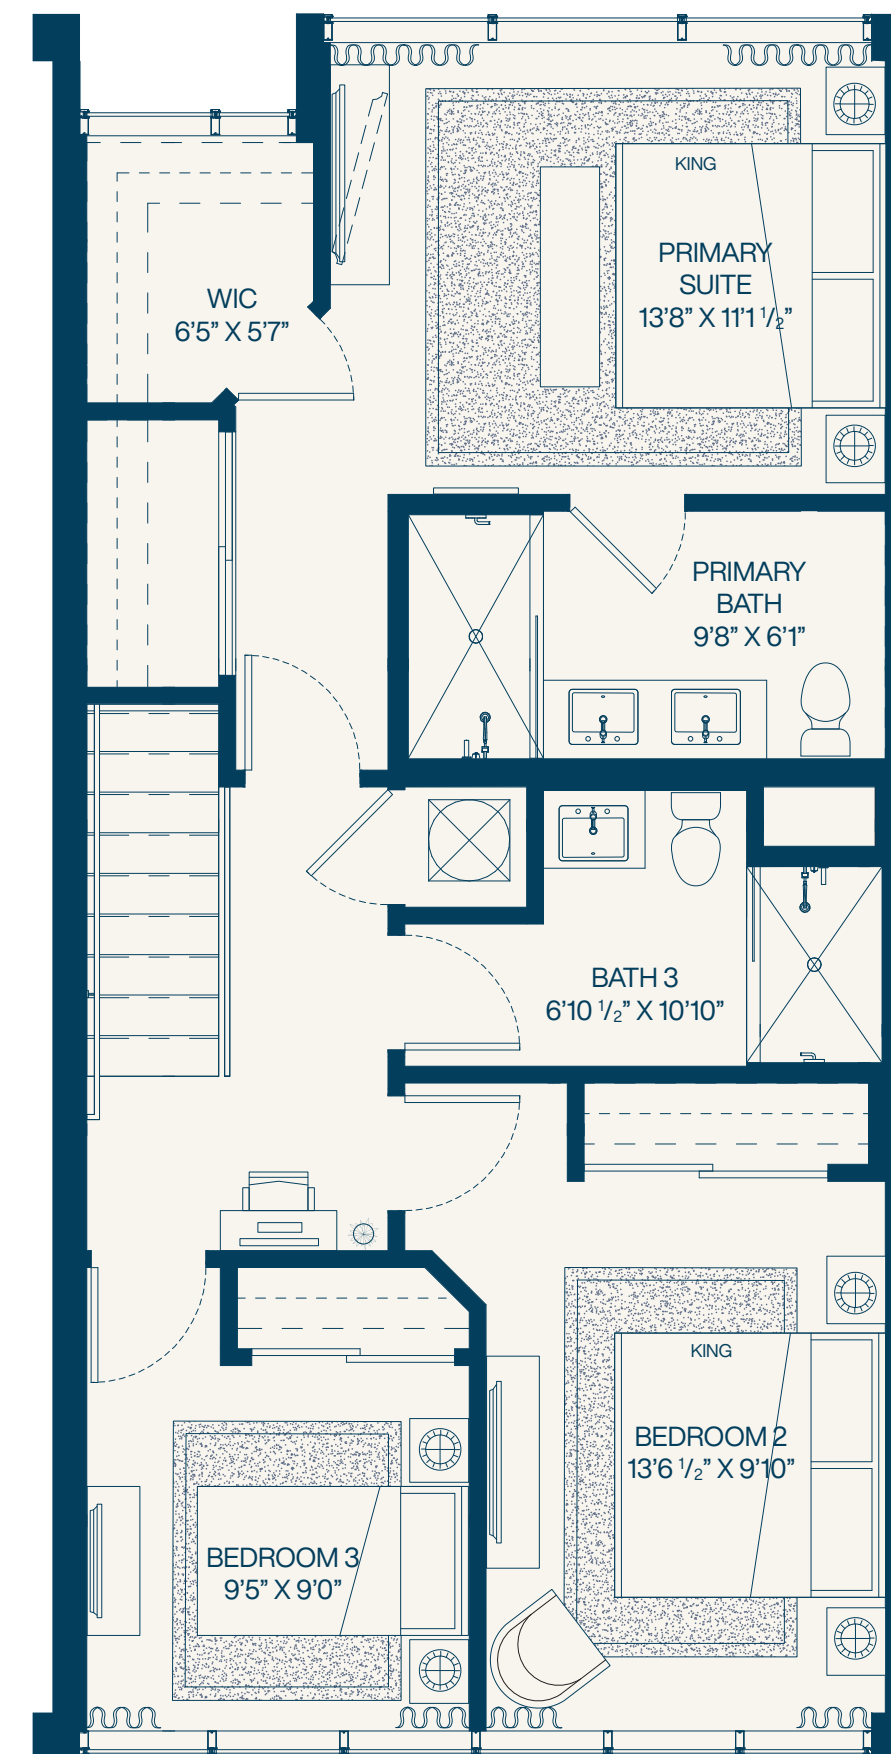 KING
PRIMARY
SUITE
13'8" X 11'1 1/2"
WIC
6'5" X 5'7"
PRIMARY
BATH
9'8" X 6'1"
BATH 3
6'10 1/2" X 10'10"
KING
BEDROOM 2
13'6 1/2" X 9'10"
BEDROOM 3
9'5" X 9'0"